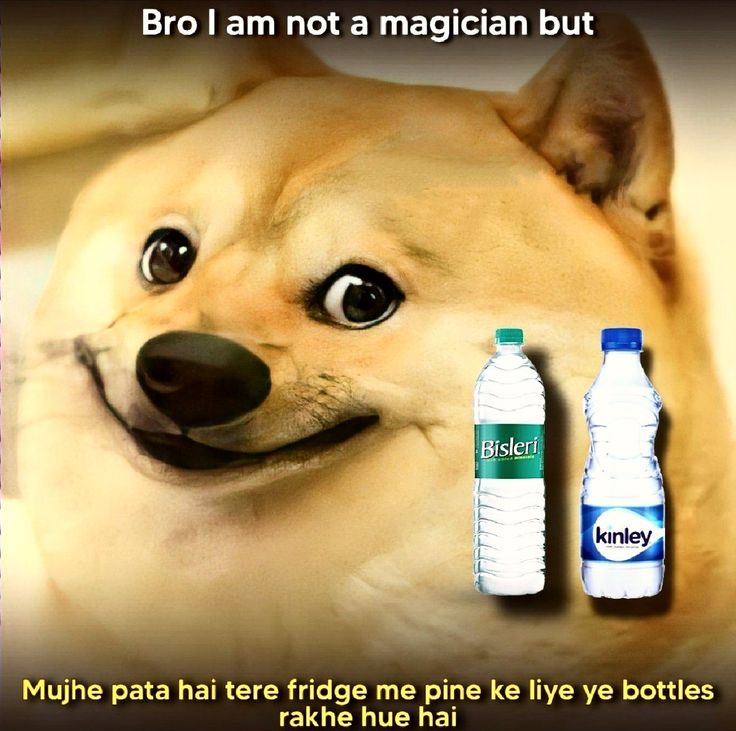 Bro I am not a magician but
Bisleri
kinley
Mujhe pata hai tere fridge me pine ke liye ye bottles
rakhe hue hai